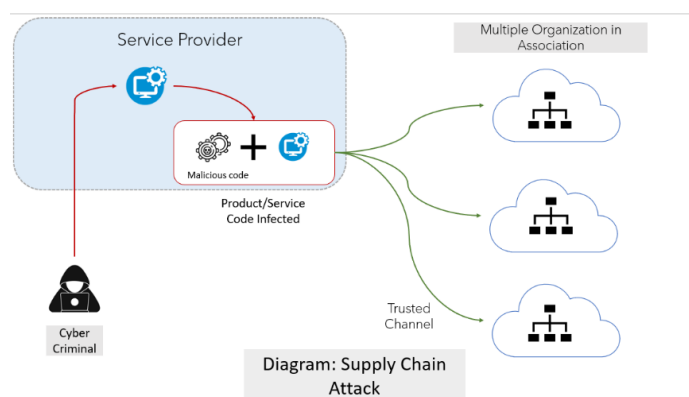 Service Provider
Multiple Organization in
Association
Malicious code
Product/Service
Code Infected
Trusted
Channel
Cyber
Criminal
Diagram: Supply Chain
Attack